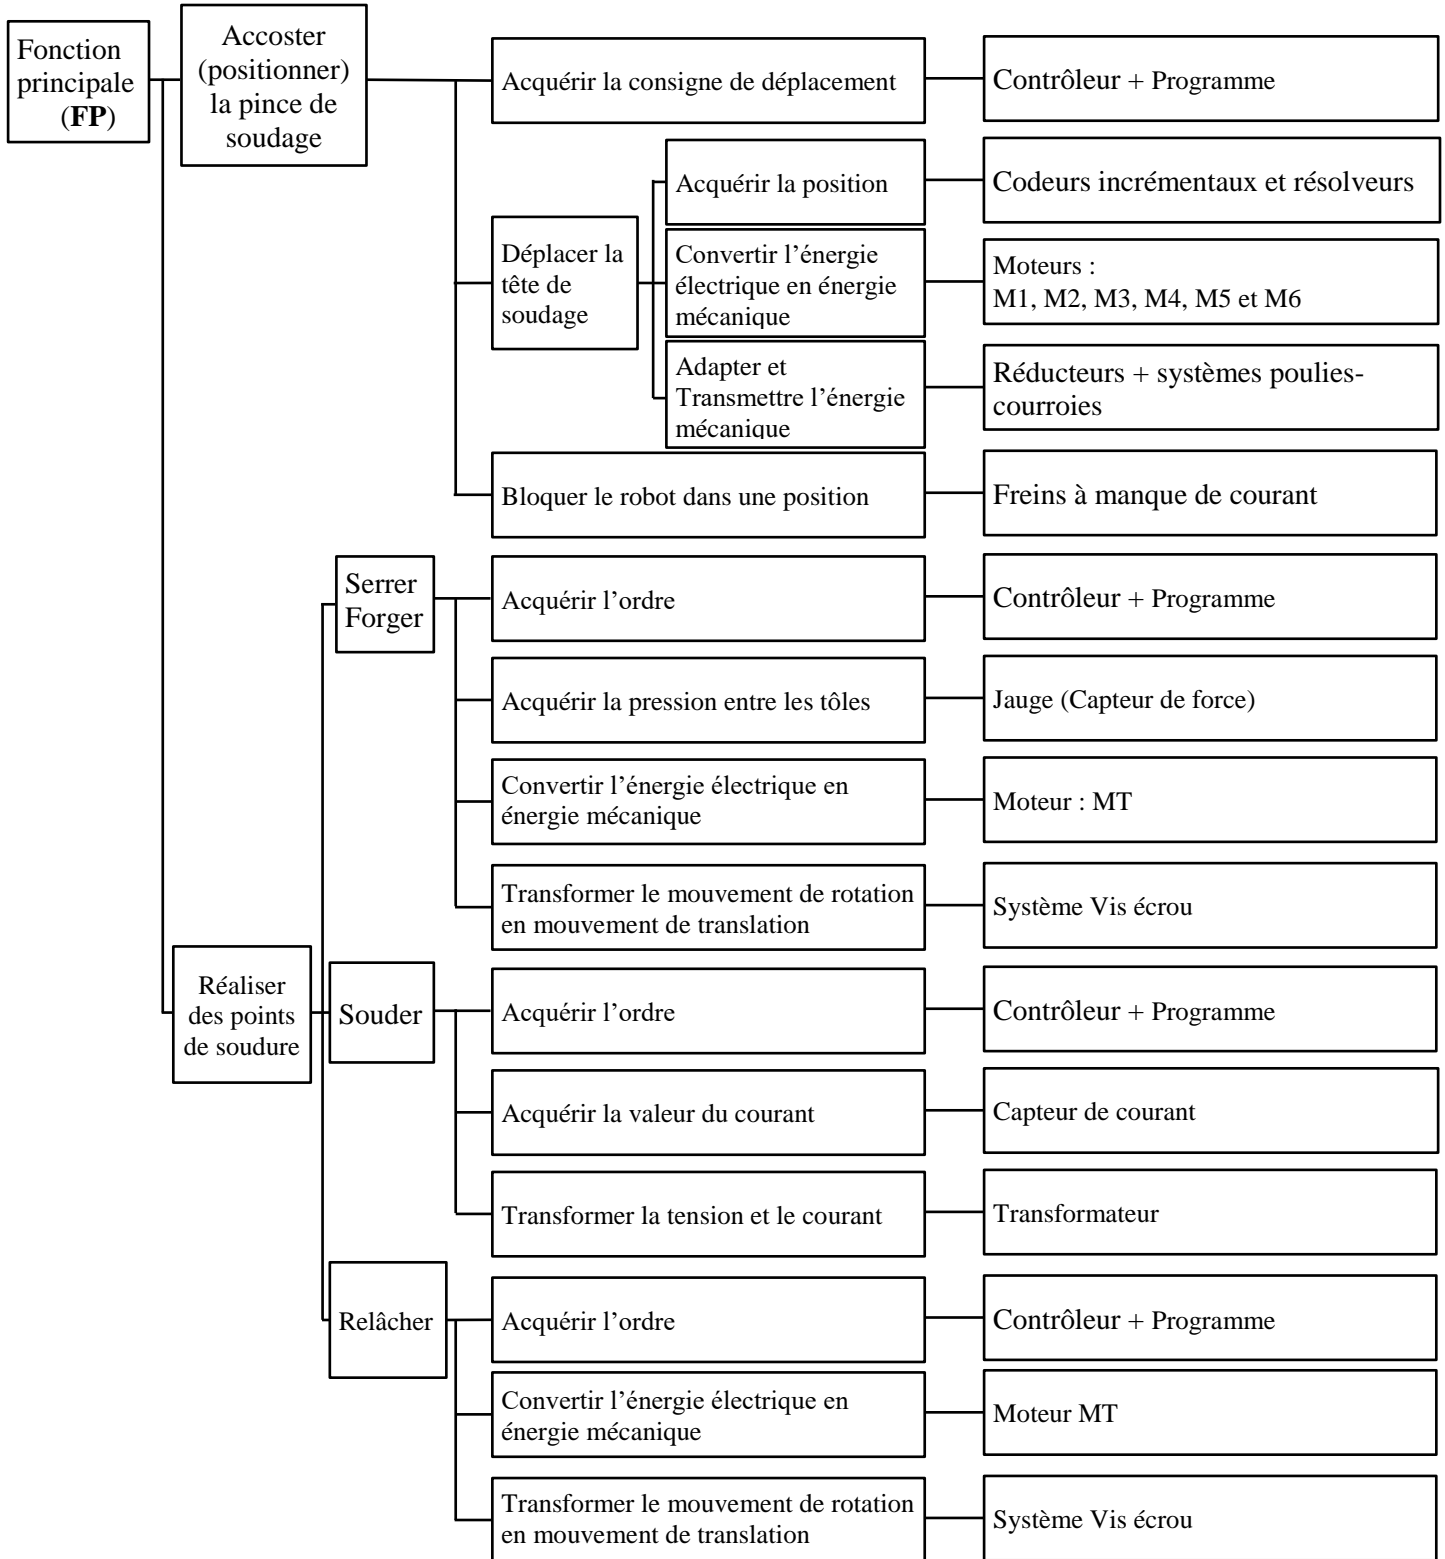 Fonction
principale
(FP)
Accoster
(positionner)
la pince de
soudage
Acquérir la consigne de déplacement
Contrôleur + Programme
Acquérir la position
Codeurs incrémentaux et résolveurs
Déplacer la
tête de
soudage
Convertir l’énergie
électrique en énergie
mécanique
Moteurs :
M1, M2, M3, M4, M5 et M6
Adapter et
Transmettre l’énergie
mécanique
Réducteurs + systèmes poulies-
courroies
Bloquer le robot dans une position
Freins à manque de courant
Serrer
Forger
Acquérir l’ordre
Contrôleur + Programme
Acquérir la pression entre les tôles
Jauge (Capteur de force)
Convertir l’énergie électrique en
énergie mécanique
Moteur : MT
Transformer le mouvement de rotation
en mouvement de translation
Système Vis écrou
Réaliser
des points
de soudure
Souder
Acquérir l’ordre
Contrôleur + Programme
Acquérir la valeur du courant
Capteur de courant
Transformer la tension et le courant
Transformateur
Relâcher
Acquérir l’ordre
Contrôleur + Programme
Convertir l’énergie électrique en
énergie mécanique
Moteur MT
Transformer le mouvement de rotation
en mouvement de translation
Système Vis écrou